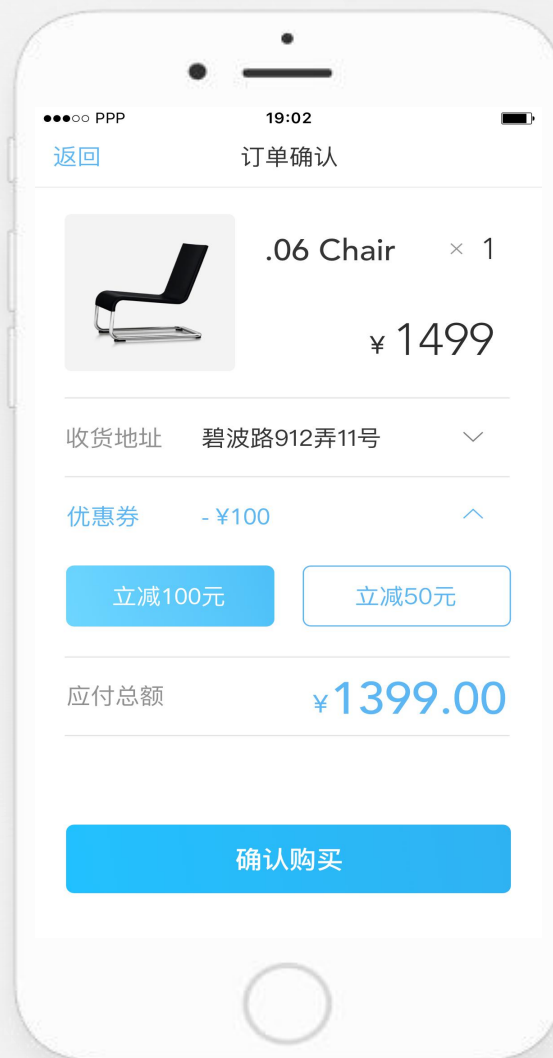 ●●●○○ PPP 19:02
返回 订单确认
.06 Chair × 1
¥ 1499
收货地址 碧波路912弄11号
优惠券 - ¥100
立减100元 立减50元
应付总额 ¥1399.00
确认购买